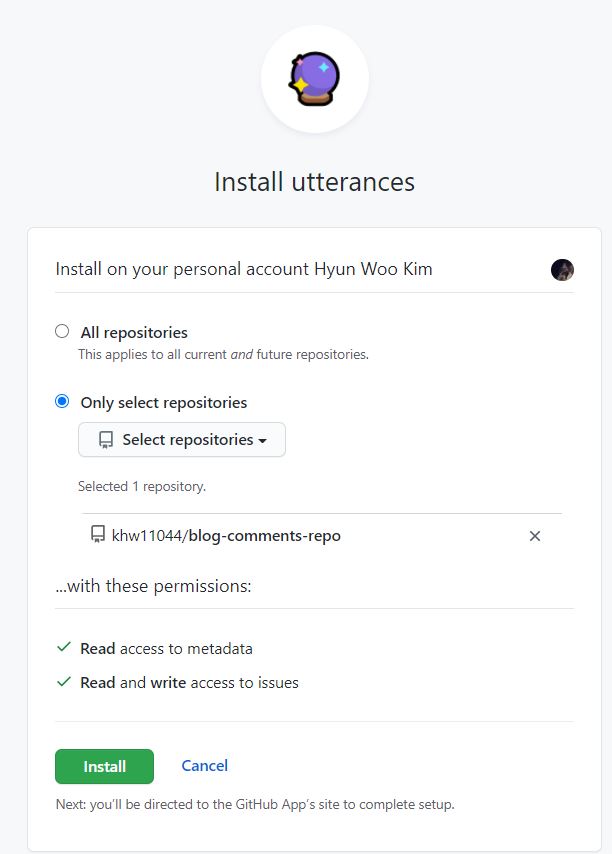 Install utterances
Install on your personal account Hyun Woo Kim
All repositories
This applies to all current and future repositories.
Only select repositories
Select repositories
Selected 1 repository.
khw11044/blog-comments-repo
...with these permissions:
Read access to metadata
Read and write access to issues
Install Cancel
Next: you'll be directed to the GitHub App's site to complete setup.